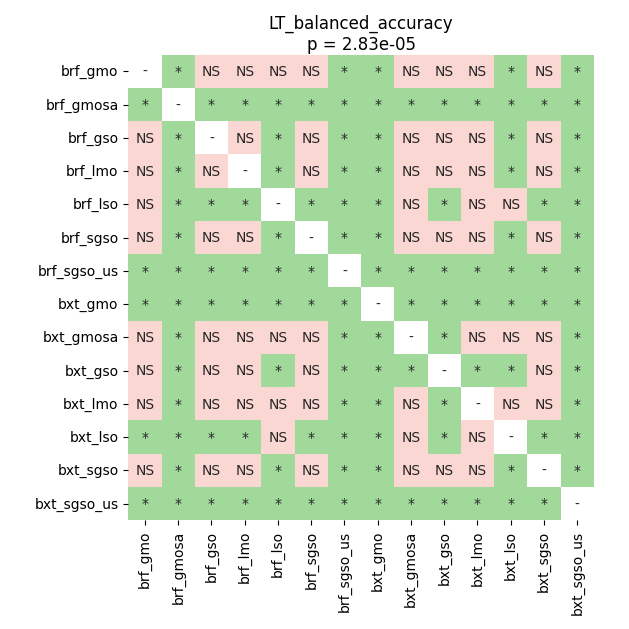 LT_balanced_accuracy
p = 2.83e-05
brf_gmo - * NS NS NS NS * * NS NS NS * NS *
brf_gmosa * - * * * * * * * * * * * *
brf_gso NS * - NS * NS * * NS NS NS * NS *
brf_lmo NS * NS - * NS * * NS NS NS * NS *
brf_lso NS * * * - * * * NS * NS NS * *
brf_sgso NS * NS NS * - * * NS NS NS * NS *
brf_sgso_us * * * * * * - * * * * * * *
bxt_gmo * * * * * * * - * * * * * *
bxt_gmosa NS * NS NS NS NS * * - * NS NS NS *
bxt_gso NS * NS NS * NS * * * - * * NS *
bxt_lmo NS * NS NS NS NS * * NS * - NS NS *
bxt_lso * * * * NS * * * NS * NS - * *
bxt_sgso NS * NS NS * NS * * NS NS NS * - *
bxt_sgso_us * * * * * * * * * * * * * -
brf_gmo
brf_gmosa
brf_gso
brf_lmo
brf_lso
brf_sgso
brf_sgso_us
bxt_gmo
bxt_gmosa
bxt_gso
bxt_lmo
bxt_lso
bxt_sgso
bxt_sgso_us